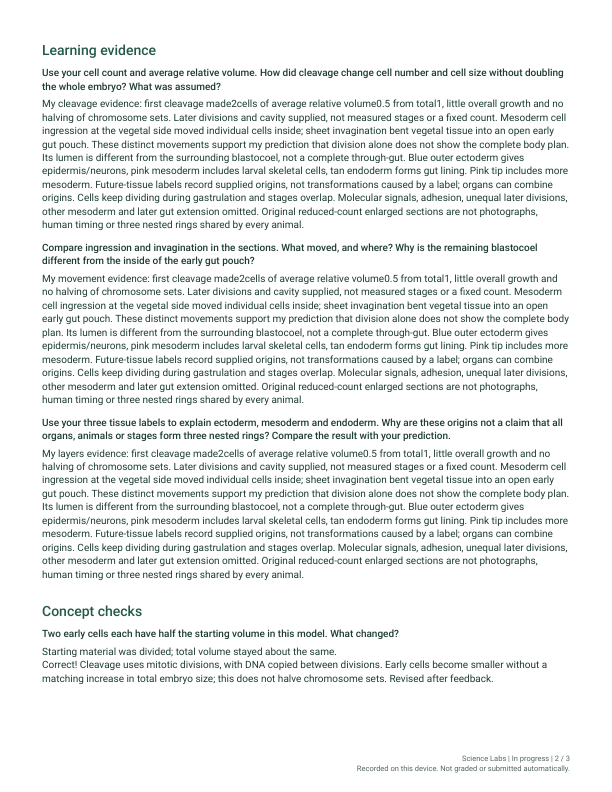 Learning evidence
Use your cell count and average relative volume. How did cleavage change cell number and cell size without doubling
the whole embryo? What was assumed?
My cleavage evidence: first cleavage made2cells of average relative volume0.5 from total1, little overall growth and no
halving of chromosome sets. Later divisions and cavity supplied, not measured stages or a fixed count. Mesoderm cell
ingression at the vegetal side moved individual cells inside; sheet invagination bent vegetal tissue into an open early
gut pouch. These distinct movements support my prediction that division alone does not show the complete body plan.
Its lumen is different from the surrounding blastocoel, not a complete through-gut. Blue outer ectoderm gives
epidermis/neurons, pink mesoderm includes larval skeletal cells, tan endoderm forms gut lining. Pink tip includes more
mesoderm. Future-tissue labels record supplied origins, not transformations caused by a label; organs can combine
origins. Cells keep dividing during gastrulation and stages overlap. Molecular signals, adhesion, unequal later divisions,
other mesoderm and later gut extension omitted. Original reduced-count enlarged sections are not photographs,
human timing or three nested rings shared by every animal.
Compare ingression and invagination in the sections. What moved, and where? Why is the remaining blastocoel
different from the inside of the early gut pouch?
My movement evidence: first cleavage made2cells of average relative volume0.5 from total1, little overall growth and
no halving of chromosome sets. Later divisions and cavity supplied, not measured stages or a fixed count. Mesoderm
cell ingression at the vegetal side moved individual cells inside; sheet invagination bent vegetal tissue into an open
early gut pouch. These distinct movements support my prediction that division alone does not show the complete body
plan. Its lumen is different from the surrounding blastocoel, not a complete through-gut. Blue outer ectoderm gives
epidermis/neurons, pink mesoderm includes larval skeletal cells, tan endoderm forms gut lining. Pink tip includes more
mesoderm. Future-tissue labels record supplied origins, not transformations caused by a label; organs can combine
origins. Cells keep dividing during gastrulation and stages overlap. Molecular signals, adhesion, unequal later divisions,
other mesoderm and later gut extension omitted. Original reduced-count enlarged sections are not photographs,
human timing or three nested rings shared by every animal.
Use your three tissue labels to explain ectoderm, mesoderm and endoderm. Why are these origins not a claim that all
organs, animals or stages form three nested rings? Compare the result with your prediction.
My layers evidence: first cleavage made2cells of average relative volume0.5 from total1, little overall growth and no
halving of chromosome sets. Later divisions and cavity supplied, not measured stages or a fixed count. Mesoderm cell
ingression at the vegetal side moved individual cells inside; sheet invagination bent vegetal tissue into an open early
gut pouch. These distinct movements support my prediction that division alone does not show the complete body plan.
Its lumen is different from the surrounding blastocoel, not a complete through-gut. Blue outer ectoderm gives
epidermis/neurons, pink mesoderm includes larval skeletal cells, tan endoderm forms gut lining. Pink tip includes more
mesoderm. Future-tissue labels record supplied origins, not transformations caused by a label; organs can combine
origins. Cells keep dividing during gastrulation and stages overlap. Molecular signals, adhesion, unequal later divisions,
other mesoderm and later gut extension omitted. Original reduced-count enlarged sections are not photographs,
human timing or three nested rings shared by every animal.
Concept checks
Two early cells each have half the starting volume in this model. What changed?
Starting material was divided; total volume stayed about the same.
Correct! Cleavage uses mitotic divisions, with DNA copied between divisions. Early cells become smaller without a
matching increase in total embryo size; this does not halve chromosome sets. Revised after feedback.
Science Labs | In progress | 2 / 3
Recorded on this device. Not graded or submitted automatically.